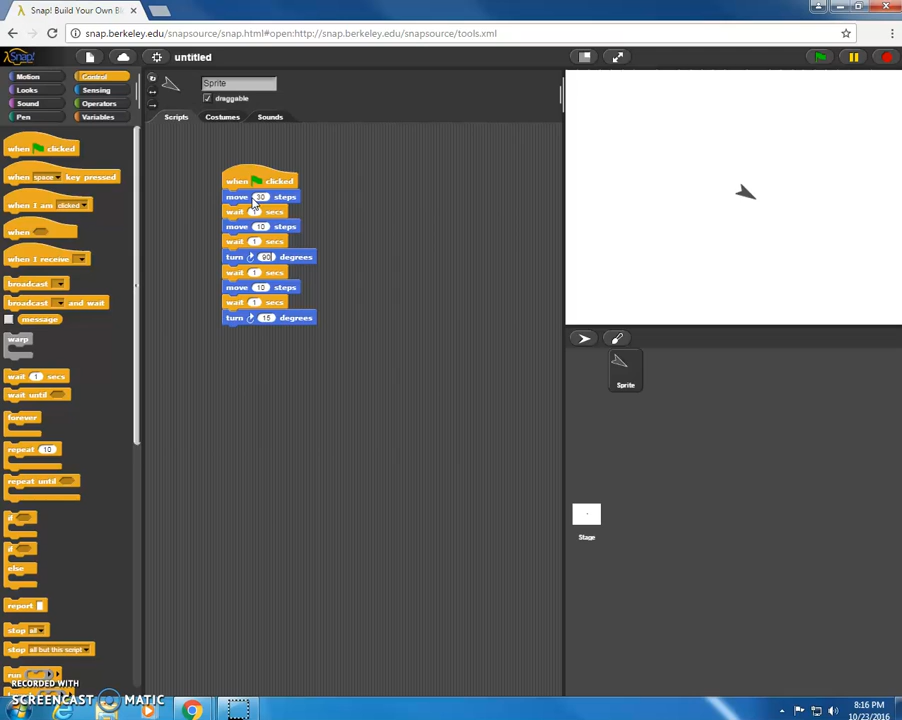 Snap! Build Your Own Bl
snap.berkeley.edu/snapsource/snap.html#open:http://snap.berkeley.edu/snapsource/tools.xml
Snap!
untitled
Motion Control
Looks Sensing
Sound Operators
Pen Variables
Sprite
draggable
Scripts Costumes Sounds
when clicked
when space key pressed
when I am clicked
when
when I receive
broadcast
broadcast and wait
message
warp
wait 1 secs
wait until
forever
repeat 10
repeat until
if
if
else
report
stop all
stop all but this script
run
when clicked
move 30 steps
wait 1 secs
move 10 steps
wait 1 secs
turn 90 degrees
wait 1 secs
move 10 steps
wait 1 secs
turn 15 degrees
Sprite
Stage
RECORDED WITH
SCREENCAST MATIC
8:16 PM
10/23/2016